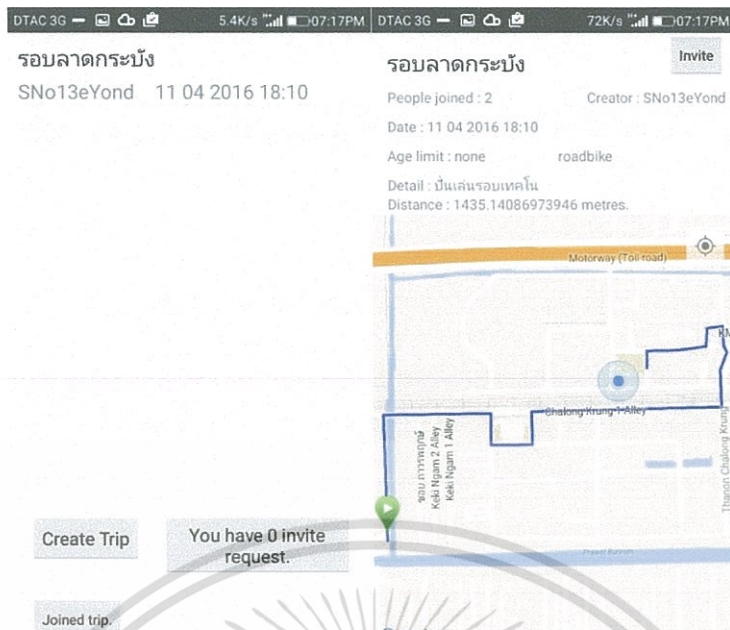 DTAC 3G 5.4K/s 07:17PM
รอบลาดกระบัง
SNo13eYond 11 04 2016 18:10
Create Trip
You have 0 invite
request.
Joined trip.
DTAC 3G 72K/s 07:17PM
รอบลาดกระบัง
Invite
People joined : 2 Creator : SNo13eYond
Date : 11 04 2016 18:10
Age limit : none roadbike
Detail : ปั่นเล่นรอบเทคโน
Distance : 1435.14086973946 metres.
Motorway (Toll road)
Chalong Krung 1 Alley
Keki Ngam 2 Alley
Keki Ngam 1 Alley
Thanon Chalong Krung